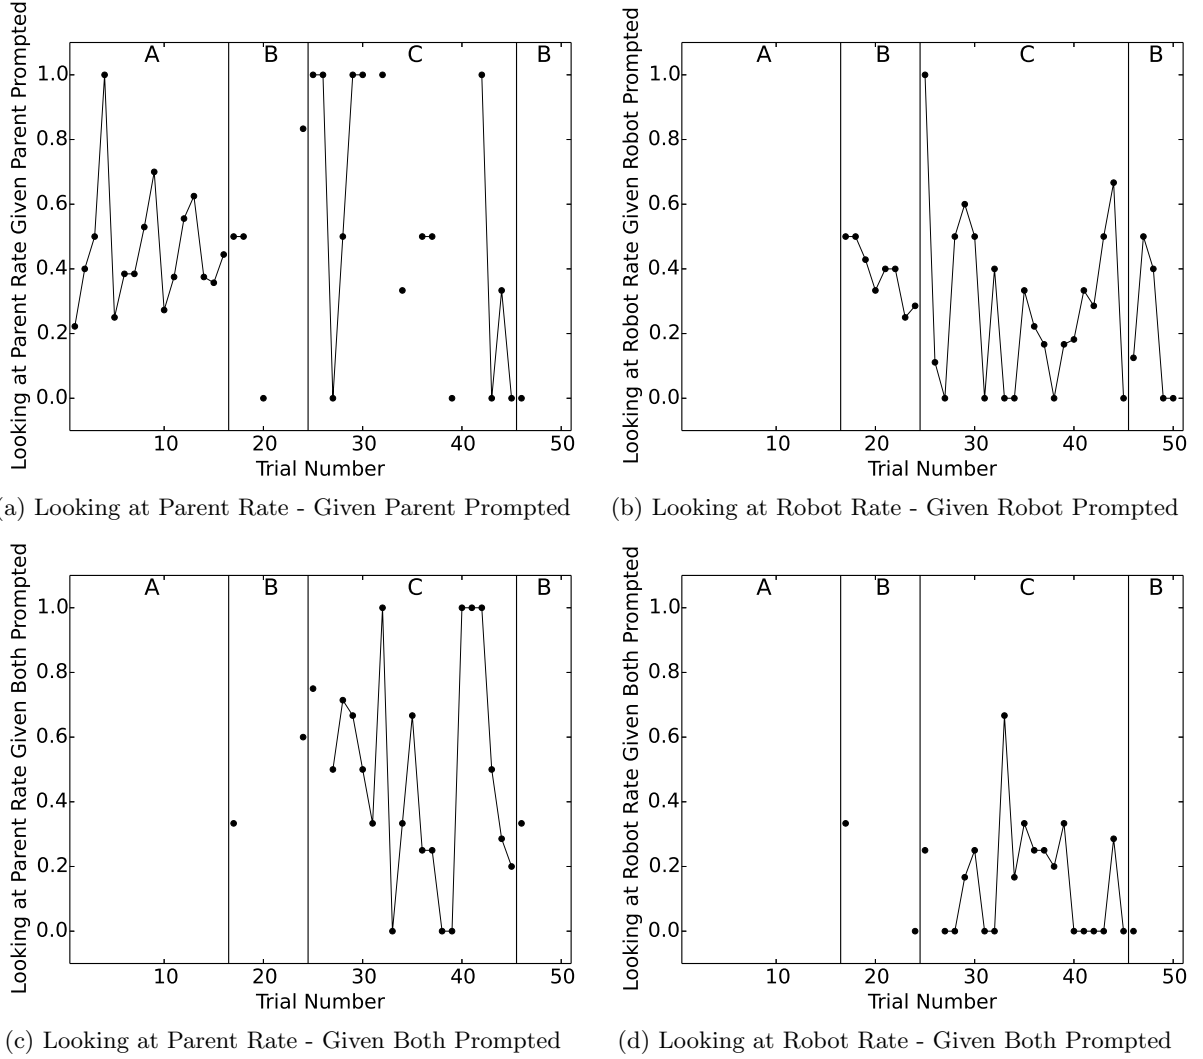 Looking at Parent Rate Given Parent Prompted
A B C B
1.0
0.8
0.6
0.4
0.2
0.0
10 20 30 40 50
Trial Number
(a) Looking at Parent Rate - Given Parent Prompted
Looking at Robot Rate Given Robot Prompted
A B C B
1.0
0.8
0.6
0.4
0.2
0.0
10 20 30 40 50
Trial Number
(b) Looking at Robot Rate - Given Robot Prompted
Looking at Parent Rate Given Both Prompted
A B C B
1.0
0.8
0.6
0.4
0.2
0.0
10 20 30 40 50
Trial Number
(c) Looking at Parent Rate - Given Both Prompted
Looking at Robot Rate Given Both Prompted
A B C B
1.0
0.8
0.6
0.4
0.2
0.0
10 20 30 40 50
Trial Number
(d) Looking at Robot Rate - Given Both Prompted